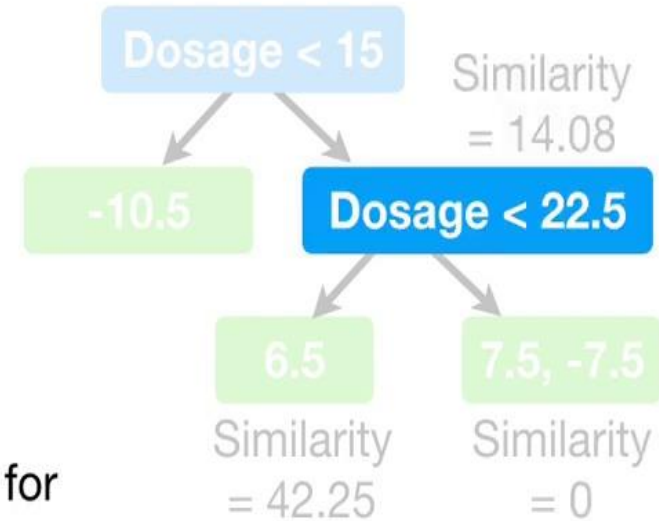 Dosage < 15
Similarity
= 14.08
-10.5
Dosage < 22.5
6.5
7.5, -7.5
Similarity
= 42.25
Similarity
= 0
for